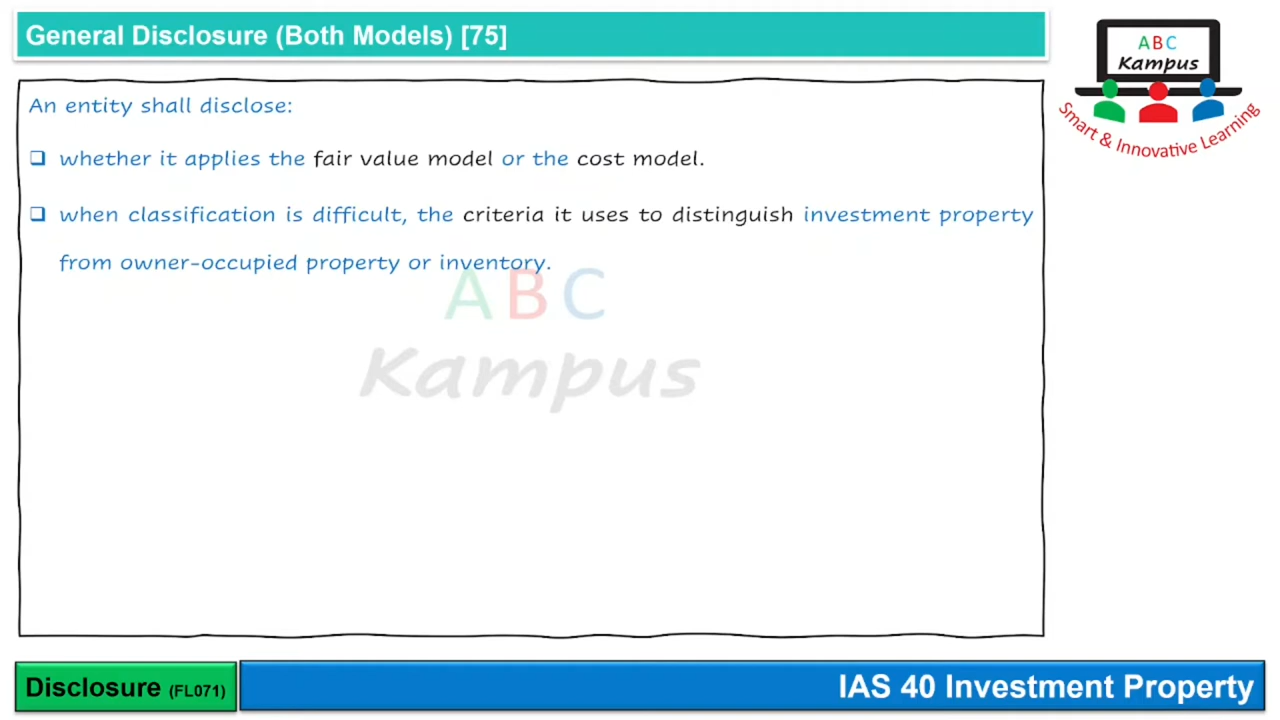 General Disclosure (Both Models) [75]
A B C
Kampus
Smart & Innovative Learning
An entity shall disclose:
❑ whether it applies the fair value model or the cost model.
❑ when classification is difficult, the criteria it uses to distinguish investment property
from owner-occupied property or inventory.
A B C
Kampus
Disclosure (FL071)
IAS 40 Investment Property